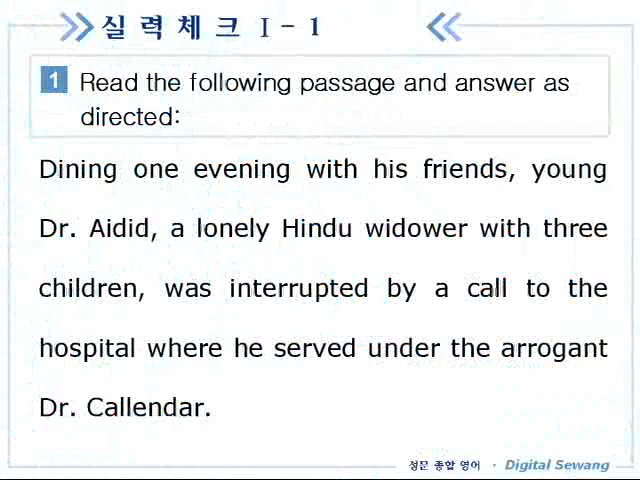 실 력 체 크 Ⅰ - 1
1 Read the following passage and answer as
directed:
Dining one evening with his friends, young
Dr. Aidid, a lonely Hindu widower with three
children, was interrupted by a call to the
hospital where he served under the arrogant
Dr. Callendar.
성문 종합 영어 · Digital Sewang